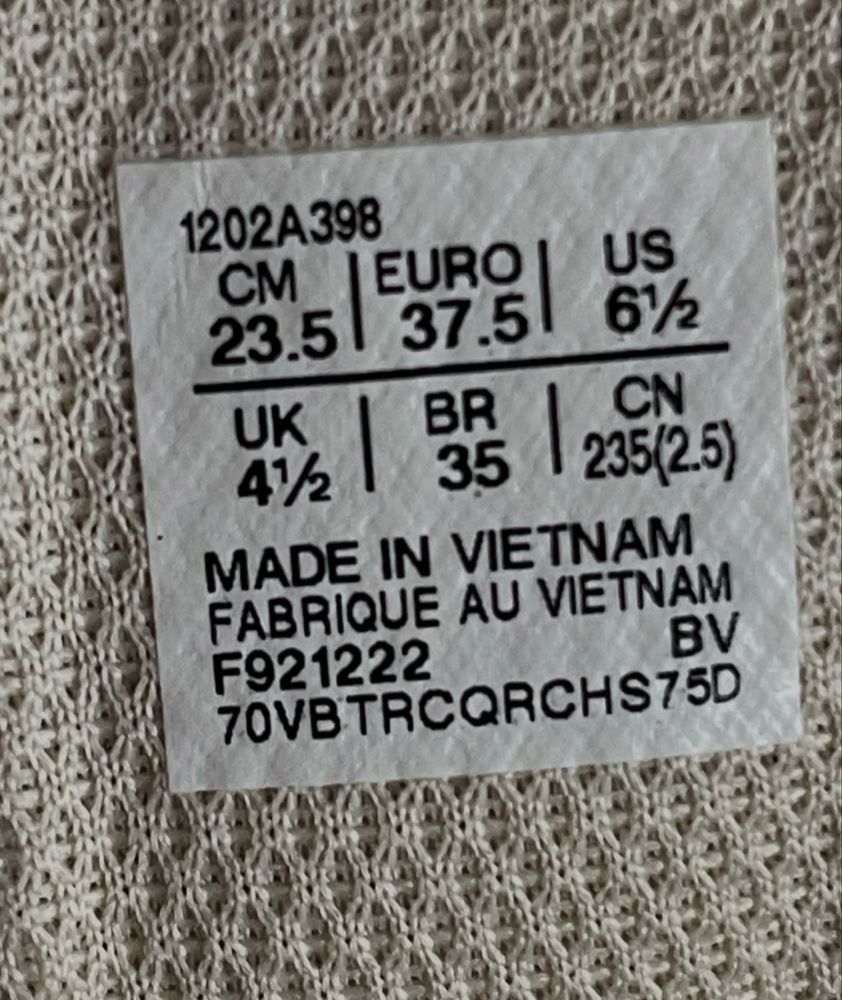 1202A398
CM | EURO | US
23.5 | 37.5 | 6½
UK | BR | CN
4½ | 35 | 235(2.5)
MADE IN VIETNAM
FABRIQUE AU VIETNAM
F921222 BV
70VBTRCQRCHS75D